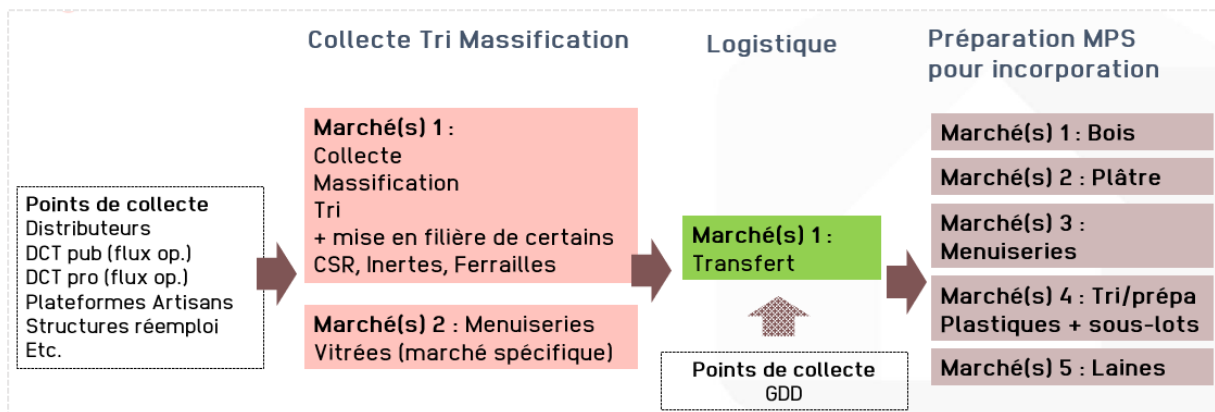 Collecte Tri Massification
Logistique
Préparation MPS
pour incorporation
Points de collecte
Distributeurs
DCT pub (flux op.)
DCT pro (flux op.)
Plateformes Artisans
Structures réemploi
Etc.
Marché(s) 1 :
Collecte
Massification
Tri
+ mise en filière de certains
CSR, Inertes, Ferrailles
Marché(s) 2 : Menuiseries
Vitrées (marché spécifique)
Marché(s) 1 :
Transfert
Points de collecte
GDD
Marché(s) 1 : Bois
Marché(s) 2 : Plâtre
Marché(s) 3 :
Menuiseries
Marché(s) 4 : Tri/prépa
Plastiques + sous-lots
Marché(s) 5 : Laines